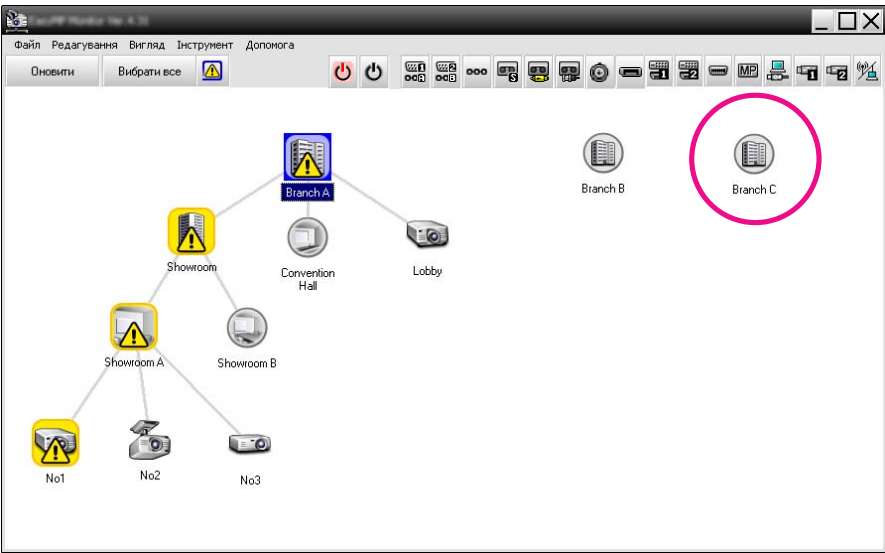 Файл Редагування Вигляд Інструмент Допомога
Оновити Вибрати все MP
Branch A
Branch B
Branch C
Showroom
Convention
Hall
Lobby
Showroom A
Showroom B
No1
No2
No3